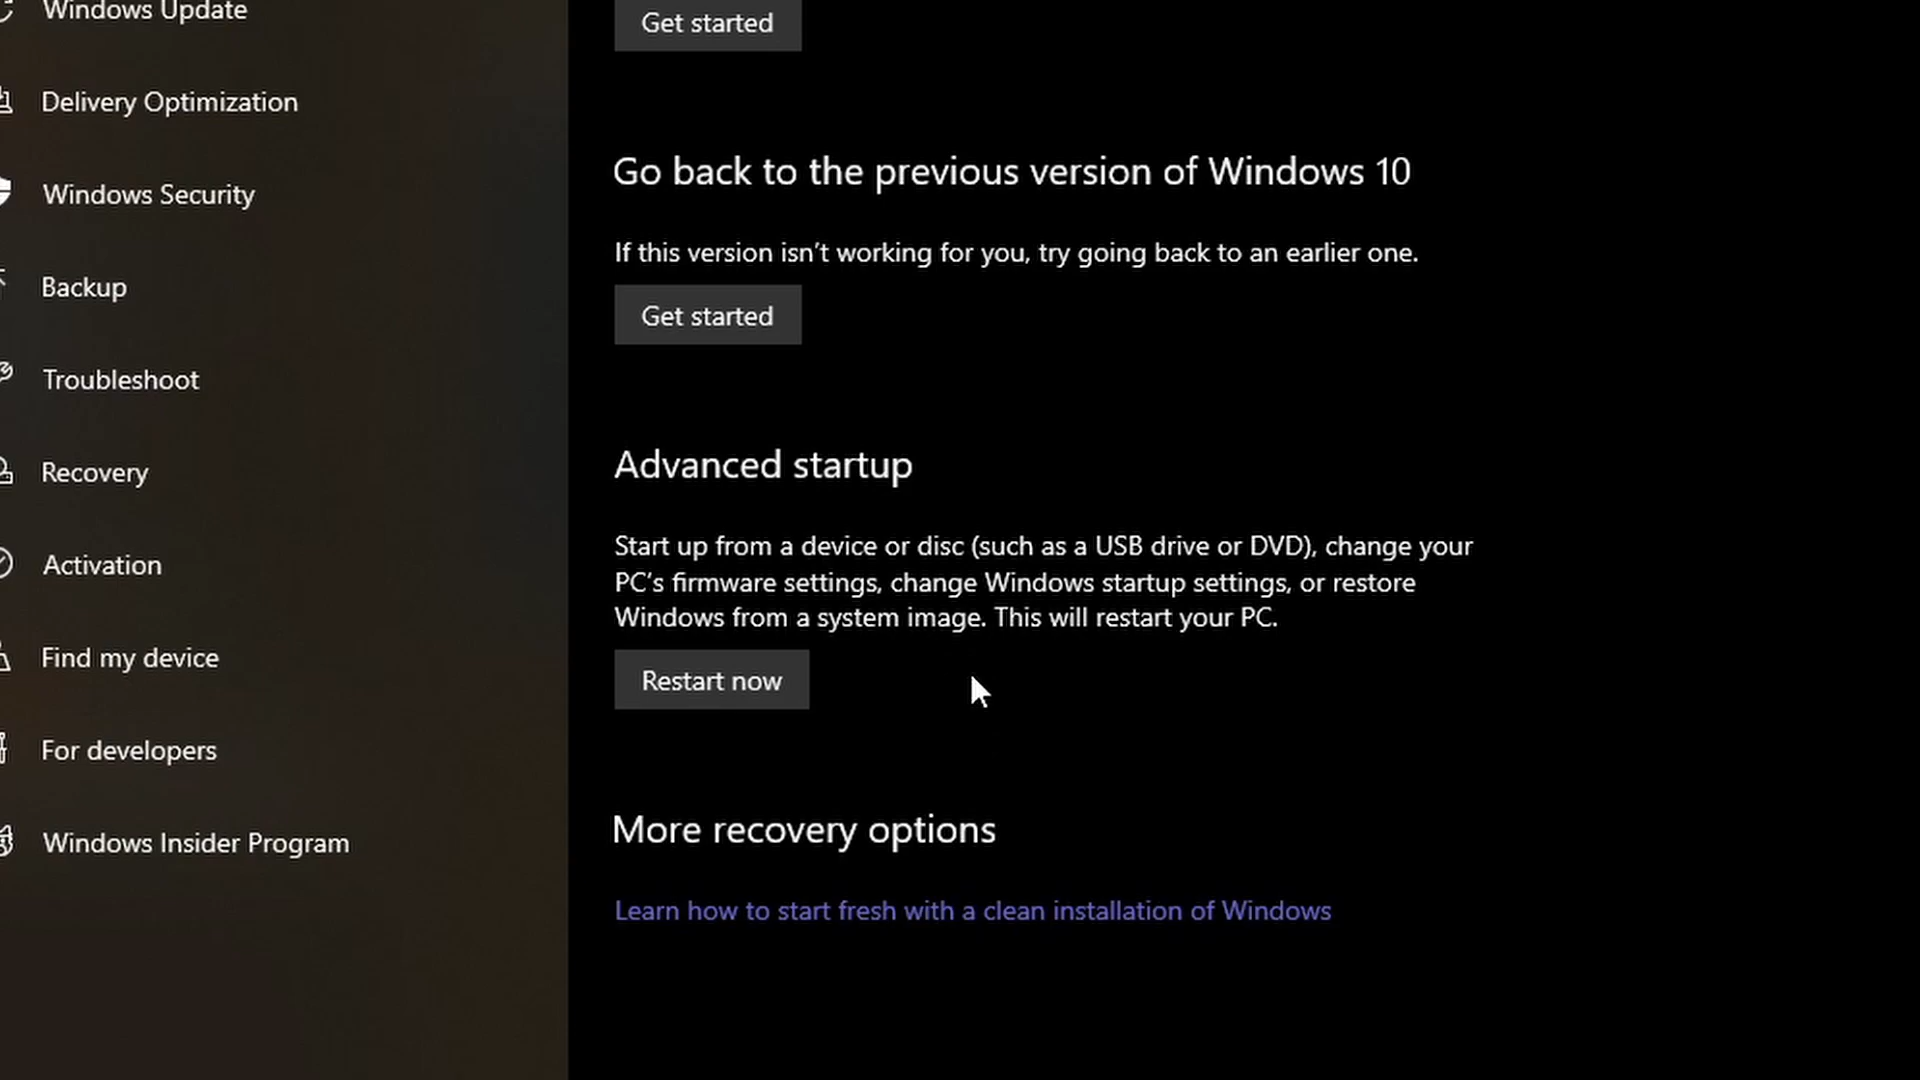 Windows Update
Delivery Optimization
Windows Security
Backup
Troubleshoot
Recovery
Activation
Find my device
For developers
Windows Insider Program
Get started
Go back to the previous version of Windows 10
If this version isn’t working for you, try going back to an earlier one.
Get started
Advanced startup
Start up from a device or disc (such as a USB drive or DVD), change your
PC’s firmware settings, change Windows startup settings, or restore
Windows from a system image. This will restart your PC.
Restart now
More recovery options
Learn how to start fresh with a clean installation of Windows